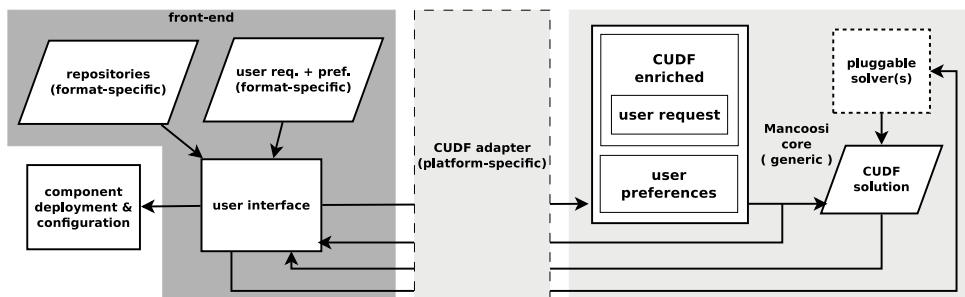 front-end
repositories
(format-specific)
user req. + pref.
(format-specific)
component
deployment &
configuration
user interface
CUDF adapter
(platform-specific)
CUDF
enriched
user request
user
preferences
Mancoosi
core
( generic )
pluggable
solver(s)
CUDF
solution